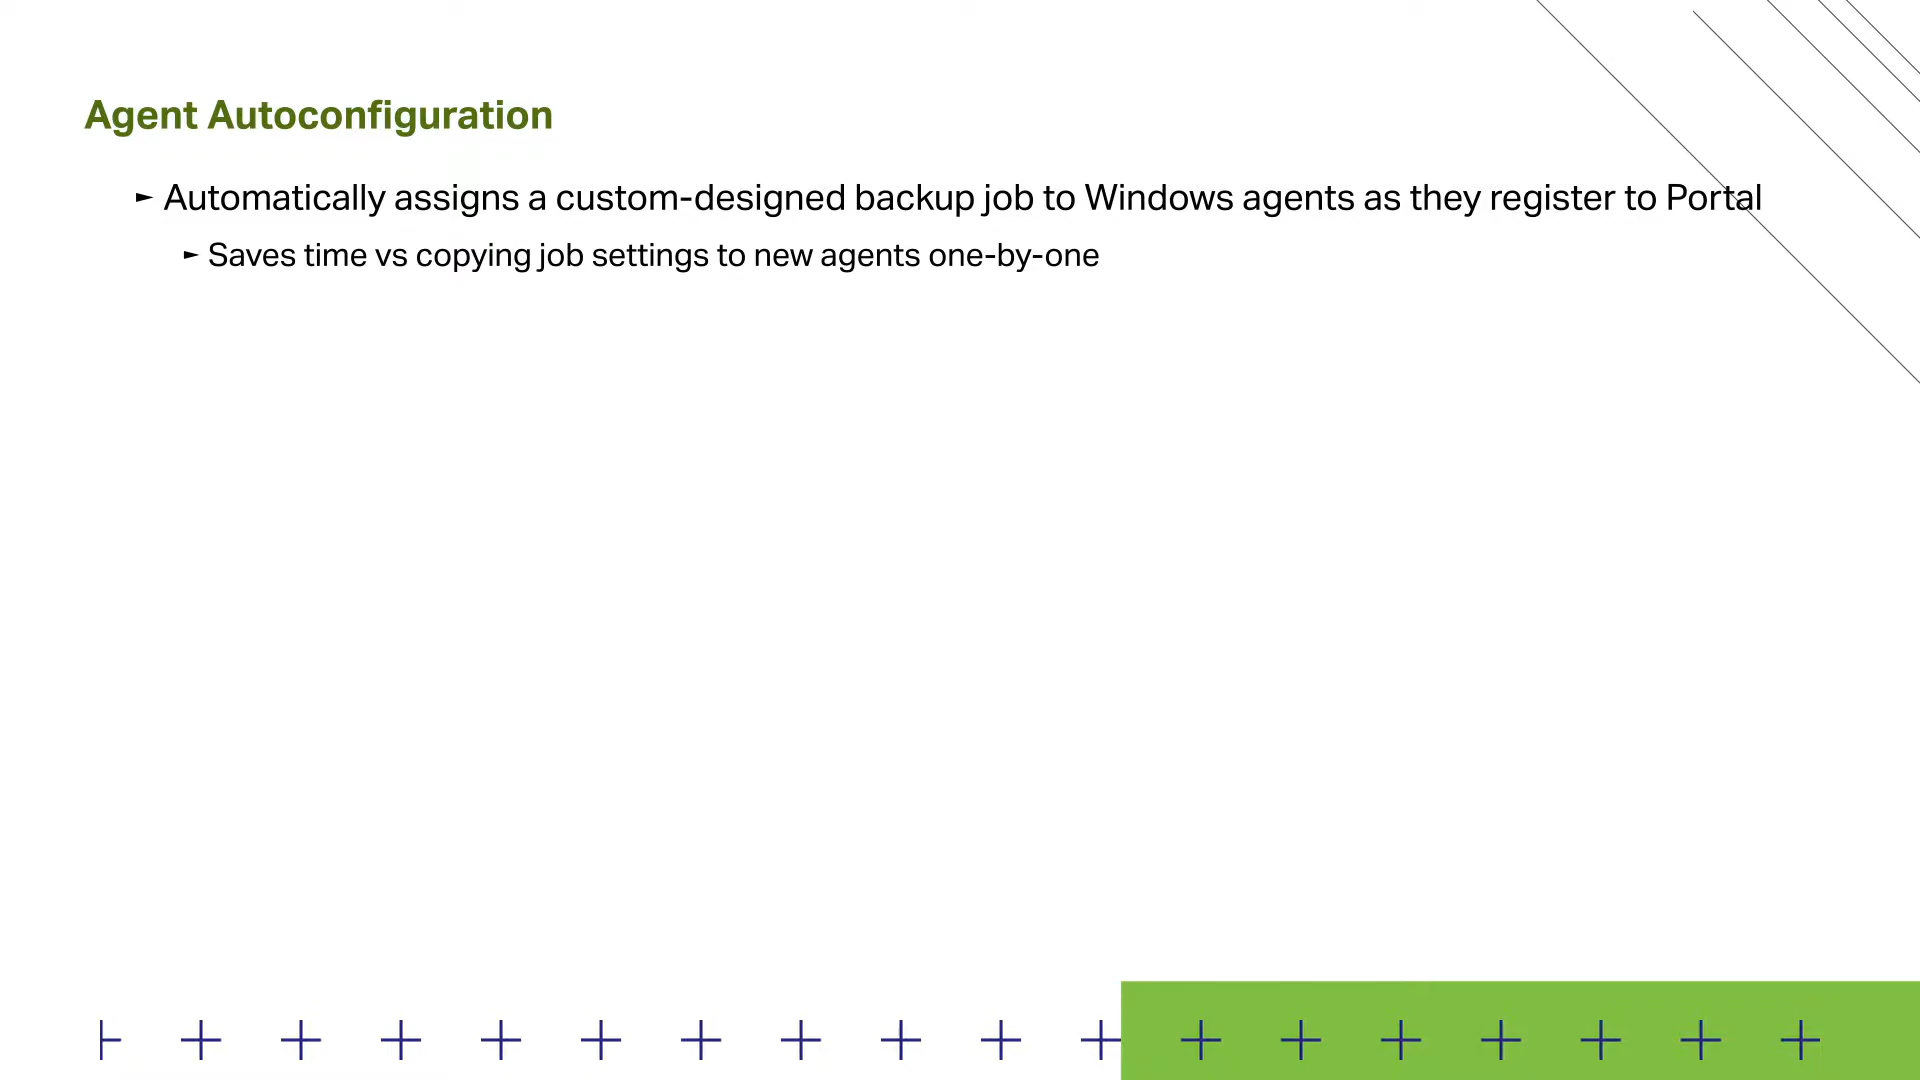 Agent Autoconfiguration
► Automatically assigns a custom-designed backup job to Windows agents as they register to Portal
► Saves time vs copying job settings to new agents one-by-one